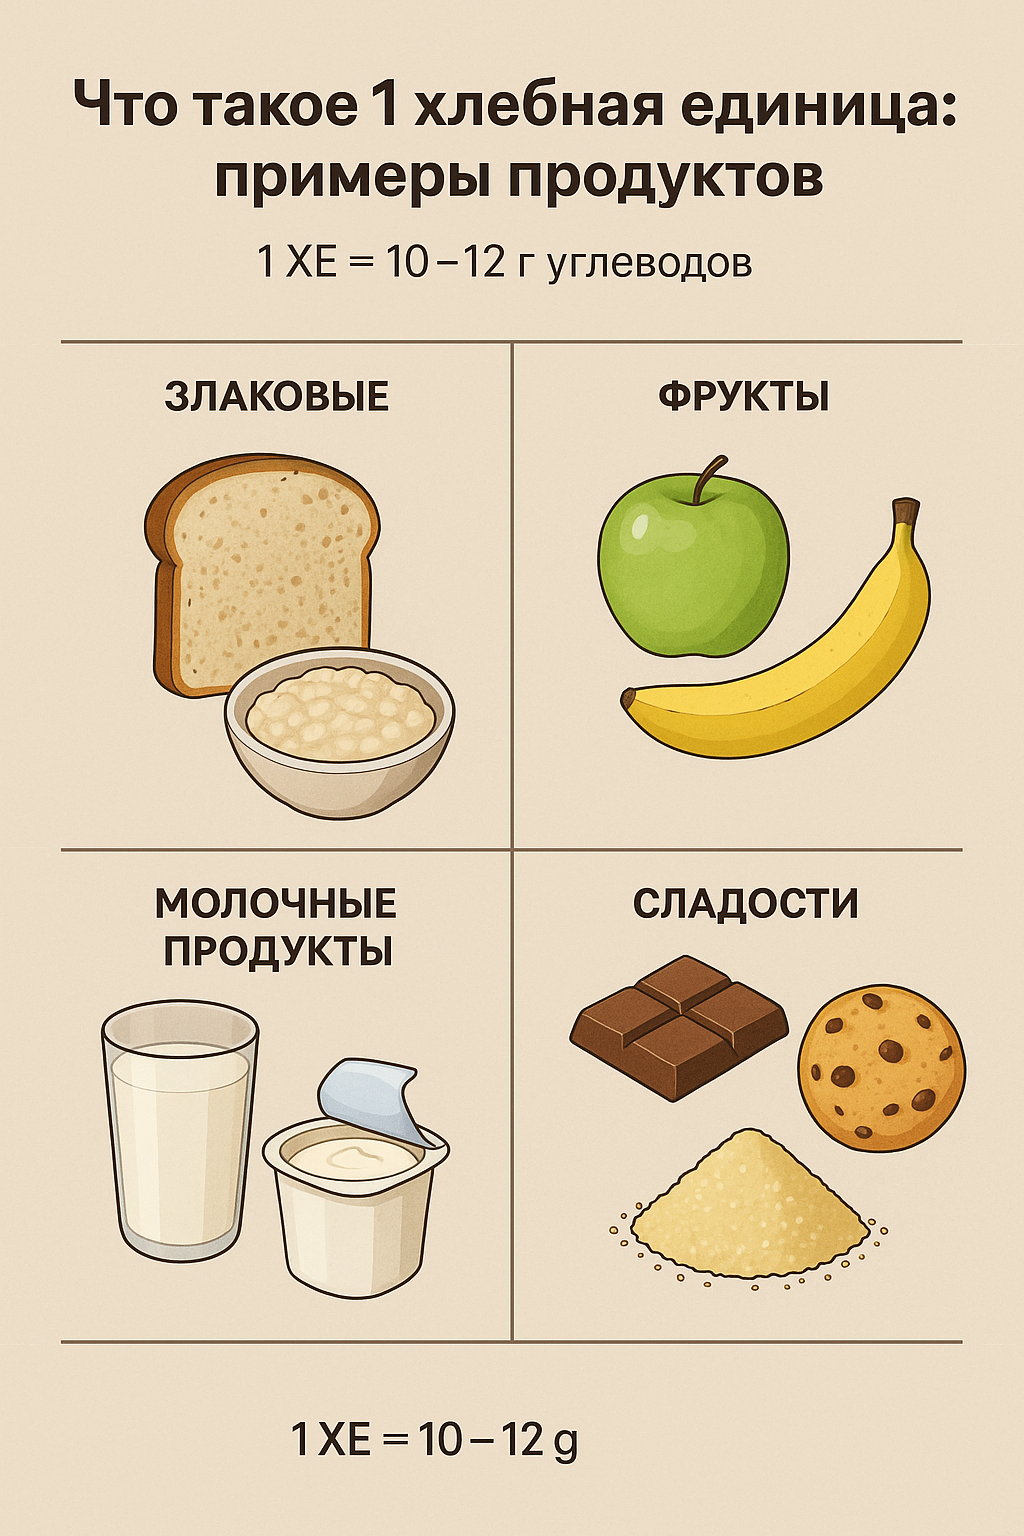 Что такое 1 хлебная единица:
примеры продуктов
1 ХЕ = 10–12 г углеводов
ЗЛАКОВЫЕ
ФРУКТЫ
МОЛОЧНЫЕ
ПРОДУКТЫ
СЛАДОСТИ
1 ХЕ = 10–12 g